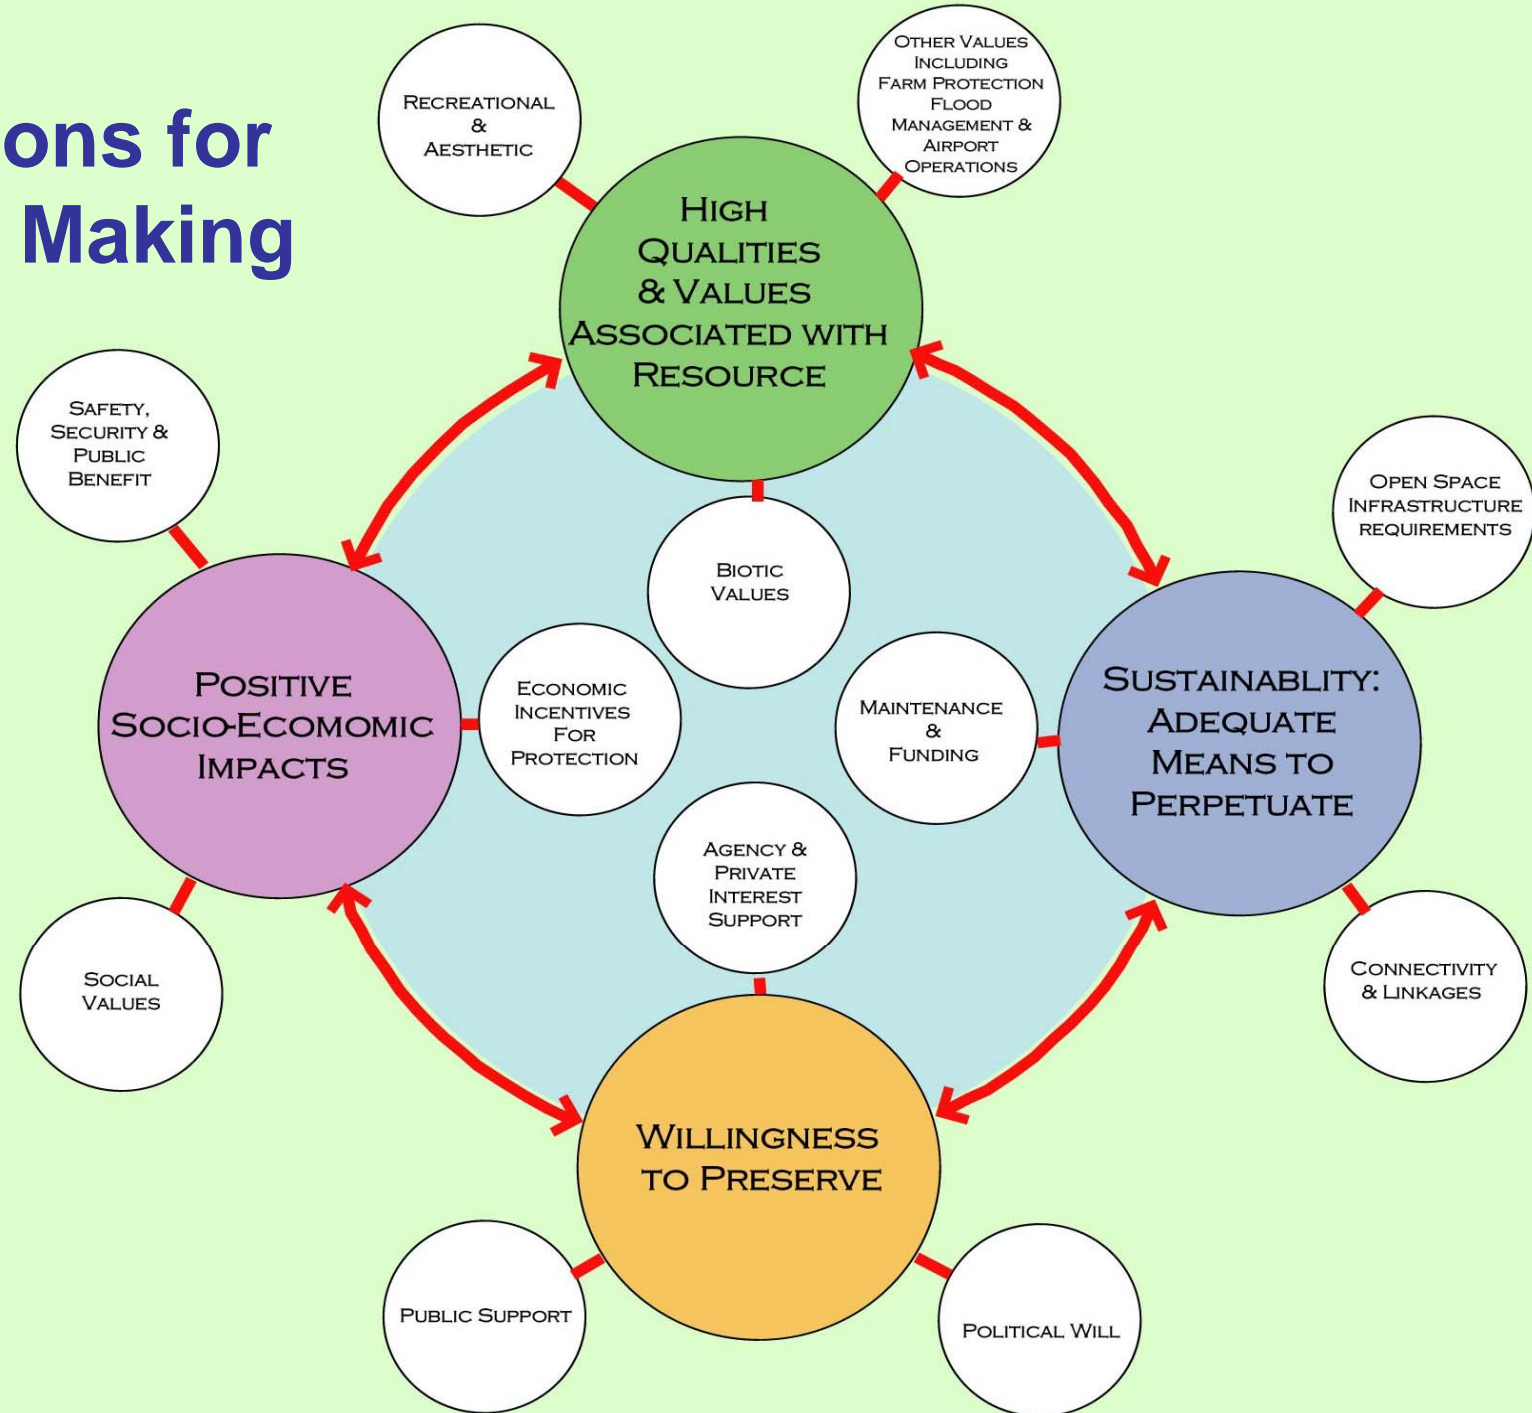 ons for
Making
RECREATIONAL
&
AESTHETIC
OTHER VALUES
INCLUDING
FARM PROTECTION
FLOOD
MANAGEMENT &
AIRPORT
OPERATIONS
HIGH
QUALITIES
& VALUES
ASSOCIATED WITH
RESOURCE
SAFETY,
SECURITY &
PUBLIC
BENEFIT
OPEN SPACE
INFRASTRUCTURE
REQUIREMENTS
BIOTIC
VALUES
POSITIVE
SOCIO-ECOMOMIC
IMPACTS
ECONOMIC
INCENTIVES
FOR
PROTECTION
MAINTENANCE
&
FUNDING
SUSTAINABLITY:
ADEQUATE
MEANS TO
PERPETUATE
AGENCY &
PRIVATE
INTEREST
SUPPORT
SOCIAL
VALUES
CONNECTIVITY
& LINKAGES
WILLINGNESS
TO PRESERVE
PUBLIC SUPPORT
POLITICAL WILL